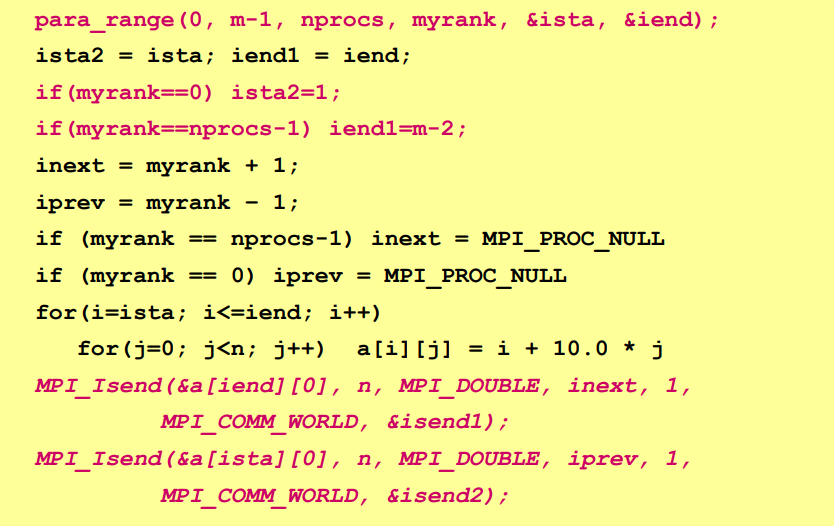 para_range(0, m-1, nprocs, myrank, &ista, &iend);
ista2 = ista; iend1 = iend;
if(myrank==0) ista2=1;
if(myrank==nprocs-1) iend1=m-2;
inext = myrank + 1;
iprev = myrank – 1;
if (myrank == nprocs-1) inext = MPI_PROC_NULL
if (myrank == 0) iprev = MPI_PROC_NULL
for(i=ista; i<=iend; i++)
for(j=0; j<n; j++) a[i][j] = i + 10.0 * j
MPI_Isend(&a[iend][0], n, MPI_DOUBLE, inext, 1,
MPI_COMM_WORLD, &isend1);
MPI_Isend(&a[ista][0], n, MPI_DOUBLE, iprev, 1,
MPI_COMM_WORLD, &isend2);